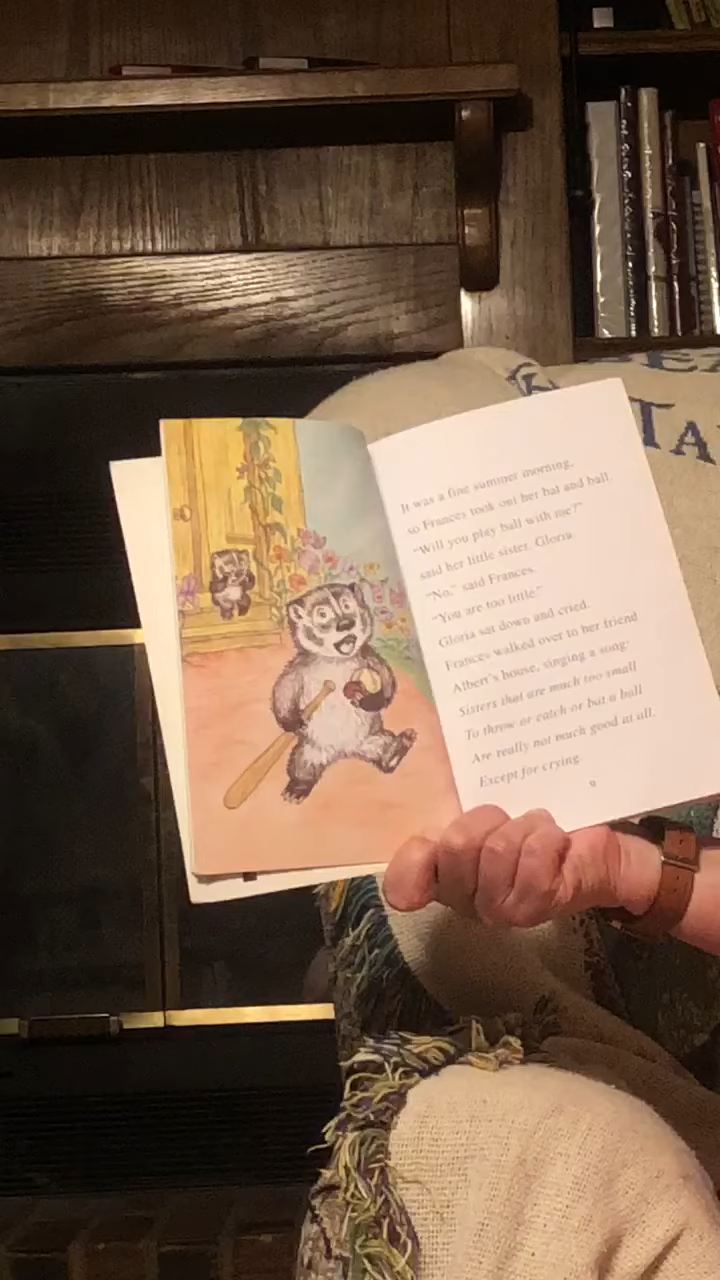 It was a fine summer morning,
so Frances took out her bat and ball.
"Will you play ball with me?"
said her little sister, Gloria.
"No," said Frances.
"You are too little."
Gloria sat down and cried.
Frances walked over to her friend
Albert's house, singing a song:
Sisters that are much too small
To throw or catch or bat a ball
Are really not much good at all,
Except for crying.
9
TA